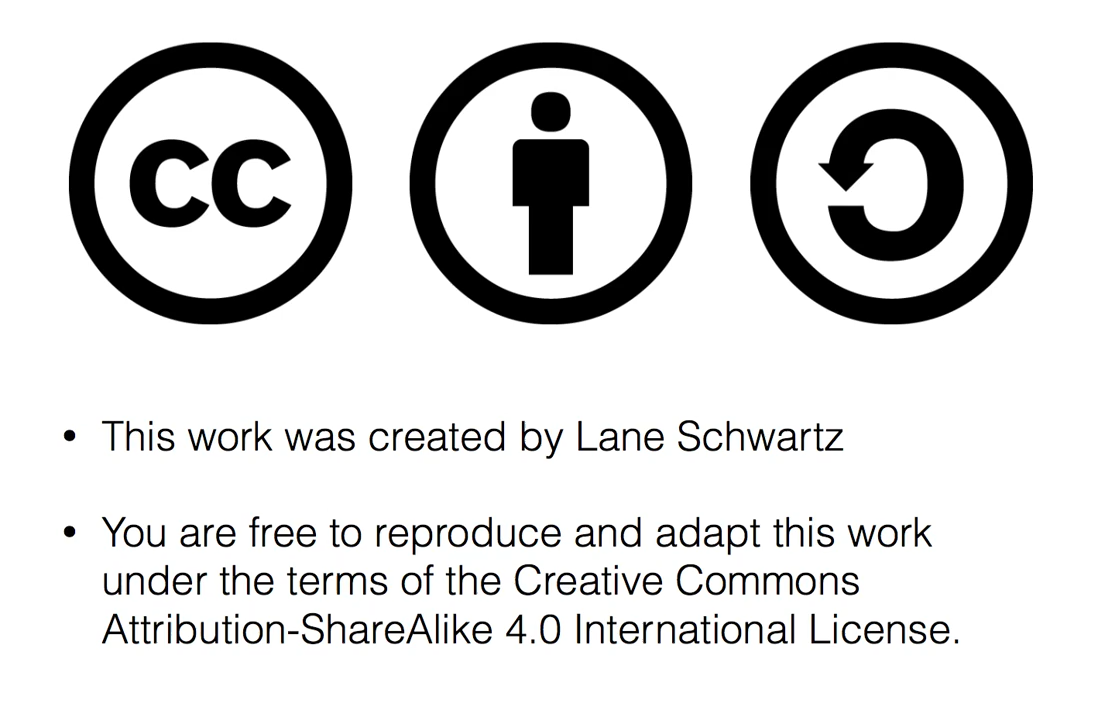 cc
• This work was created by Lane Schwartz
• You are free to reproduce and adapt this work
under the terms of the Creative Commons
Attribution-ShareAlike 4.0 International License.